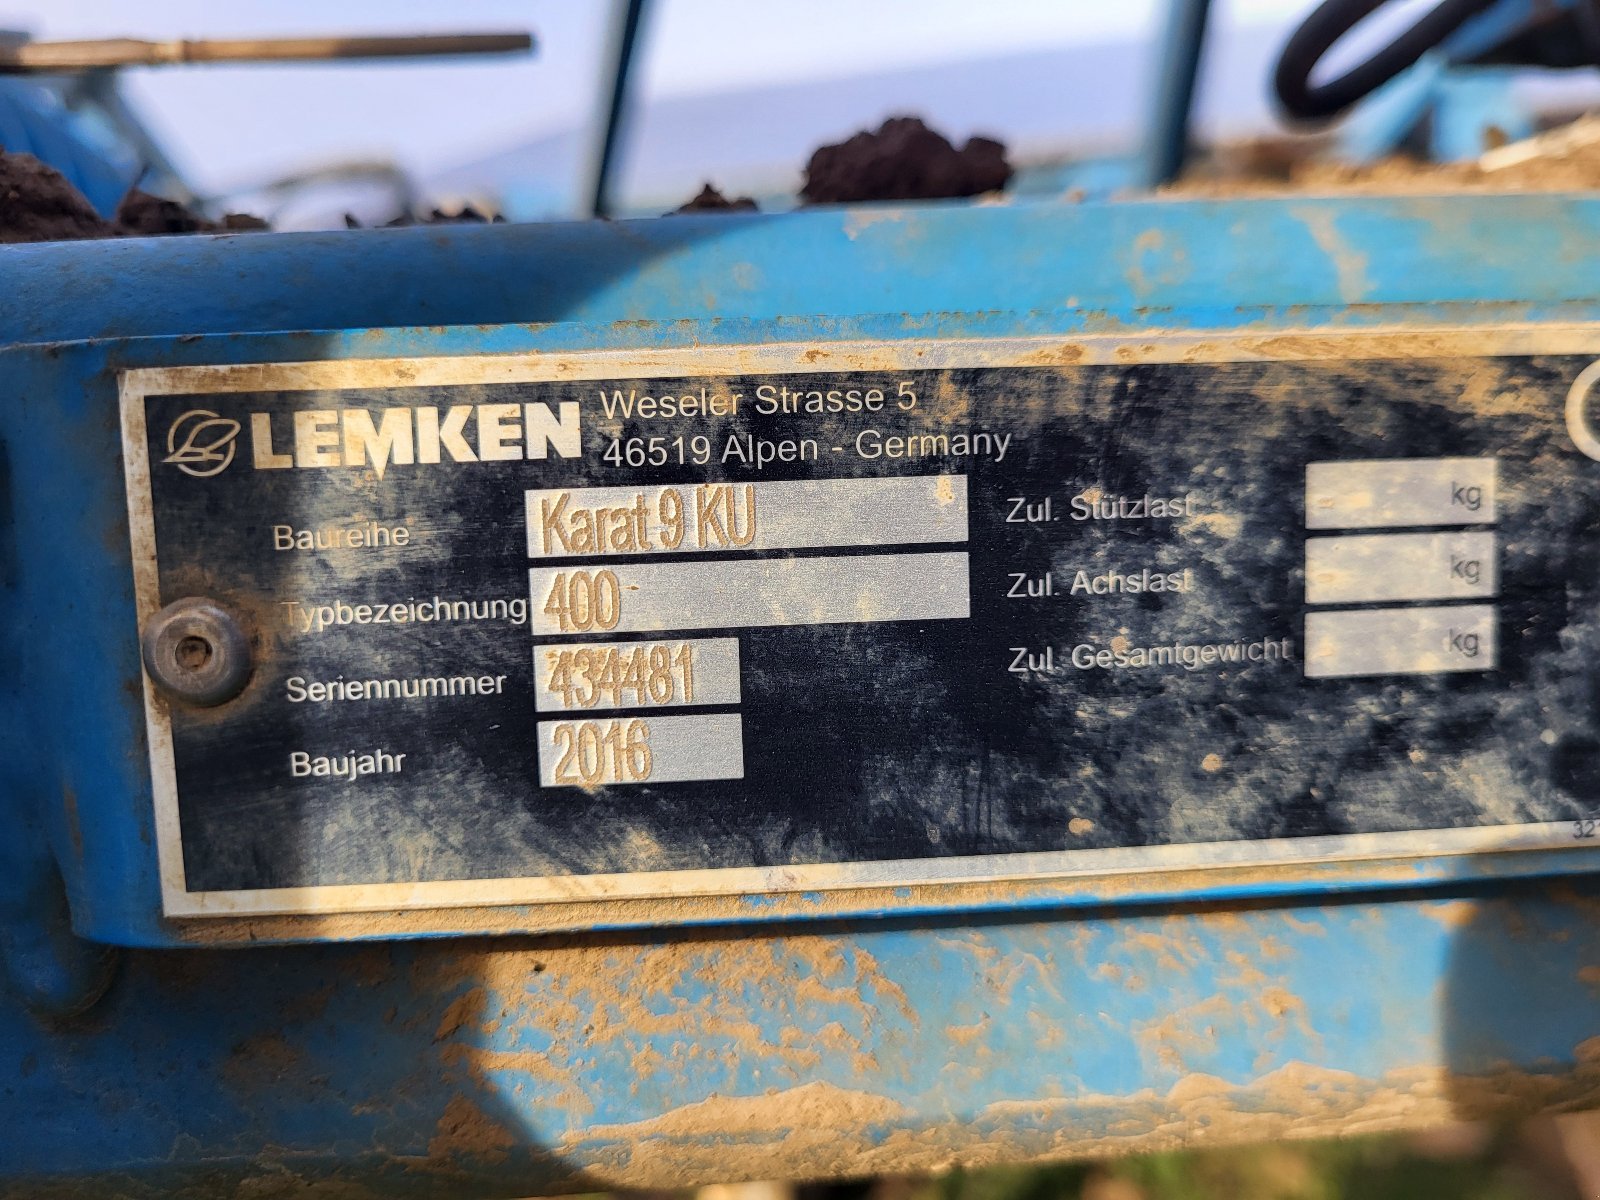 LEMKEN
Weseler Strasse 5
46519 Alpen - Germany
Baureihe Karat 9 KU
Typbezeichnung 400
Seriennummer 434481
Baujahr 2016
Zul. Stützlast kg
Zul. Achslast kg
Zul. Gesamtgewicht kg